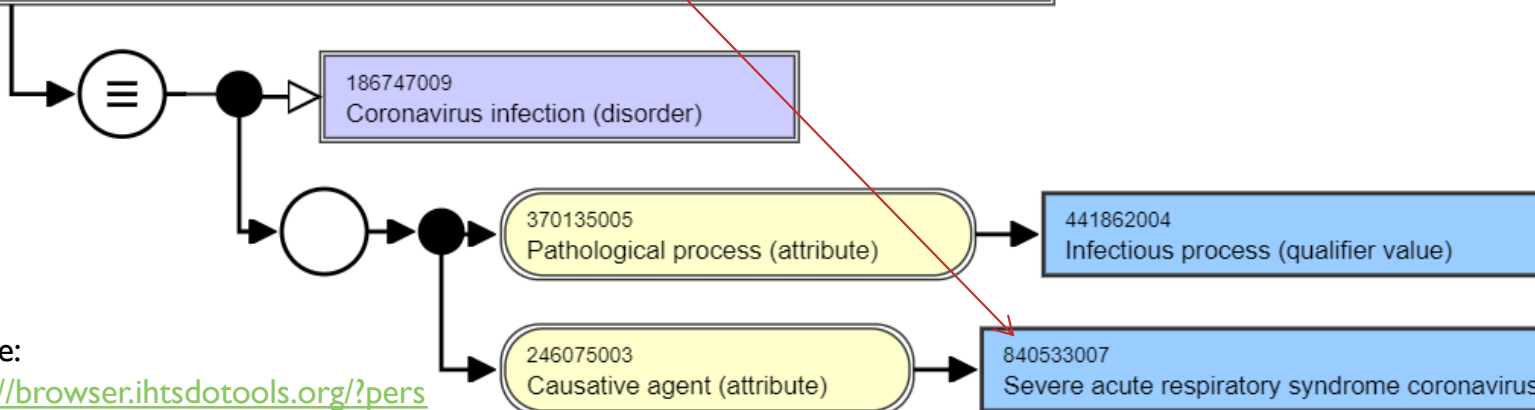 ≡
186747009
Coronavirus infection (disorder)
370135005
Pathological process (attribute)
441862004
Infectious process (qualifier value)
246075003
Causative agent (attribute)
840533007
Severe acute respiratory syndrome coronavirus
e:
//browser.ihtsdotools.org/?pers